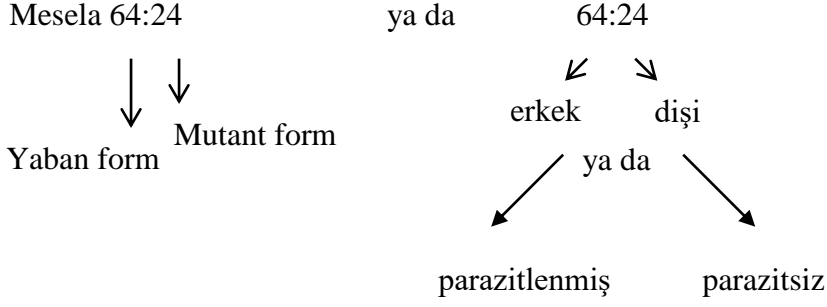 Mesela 64:24 ya da 64:24
erkek dişi
Mutant form
Yaban form
ya da
parazitlenmiş parazitsiz